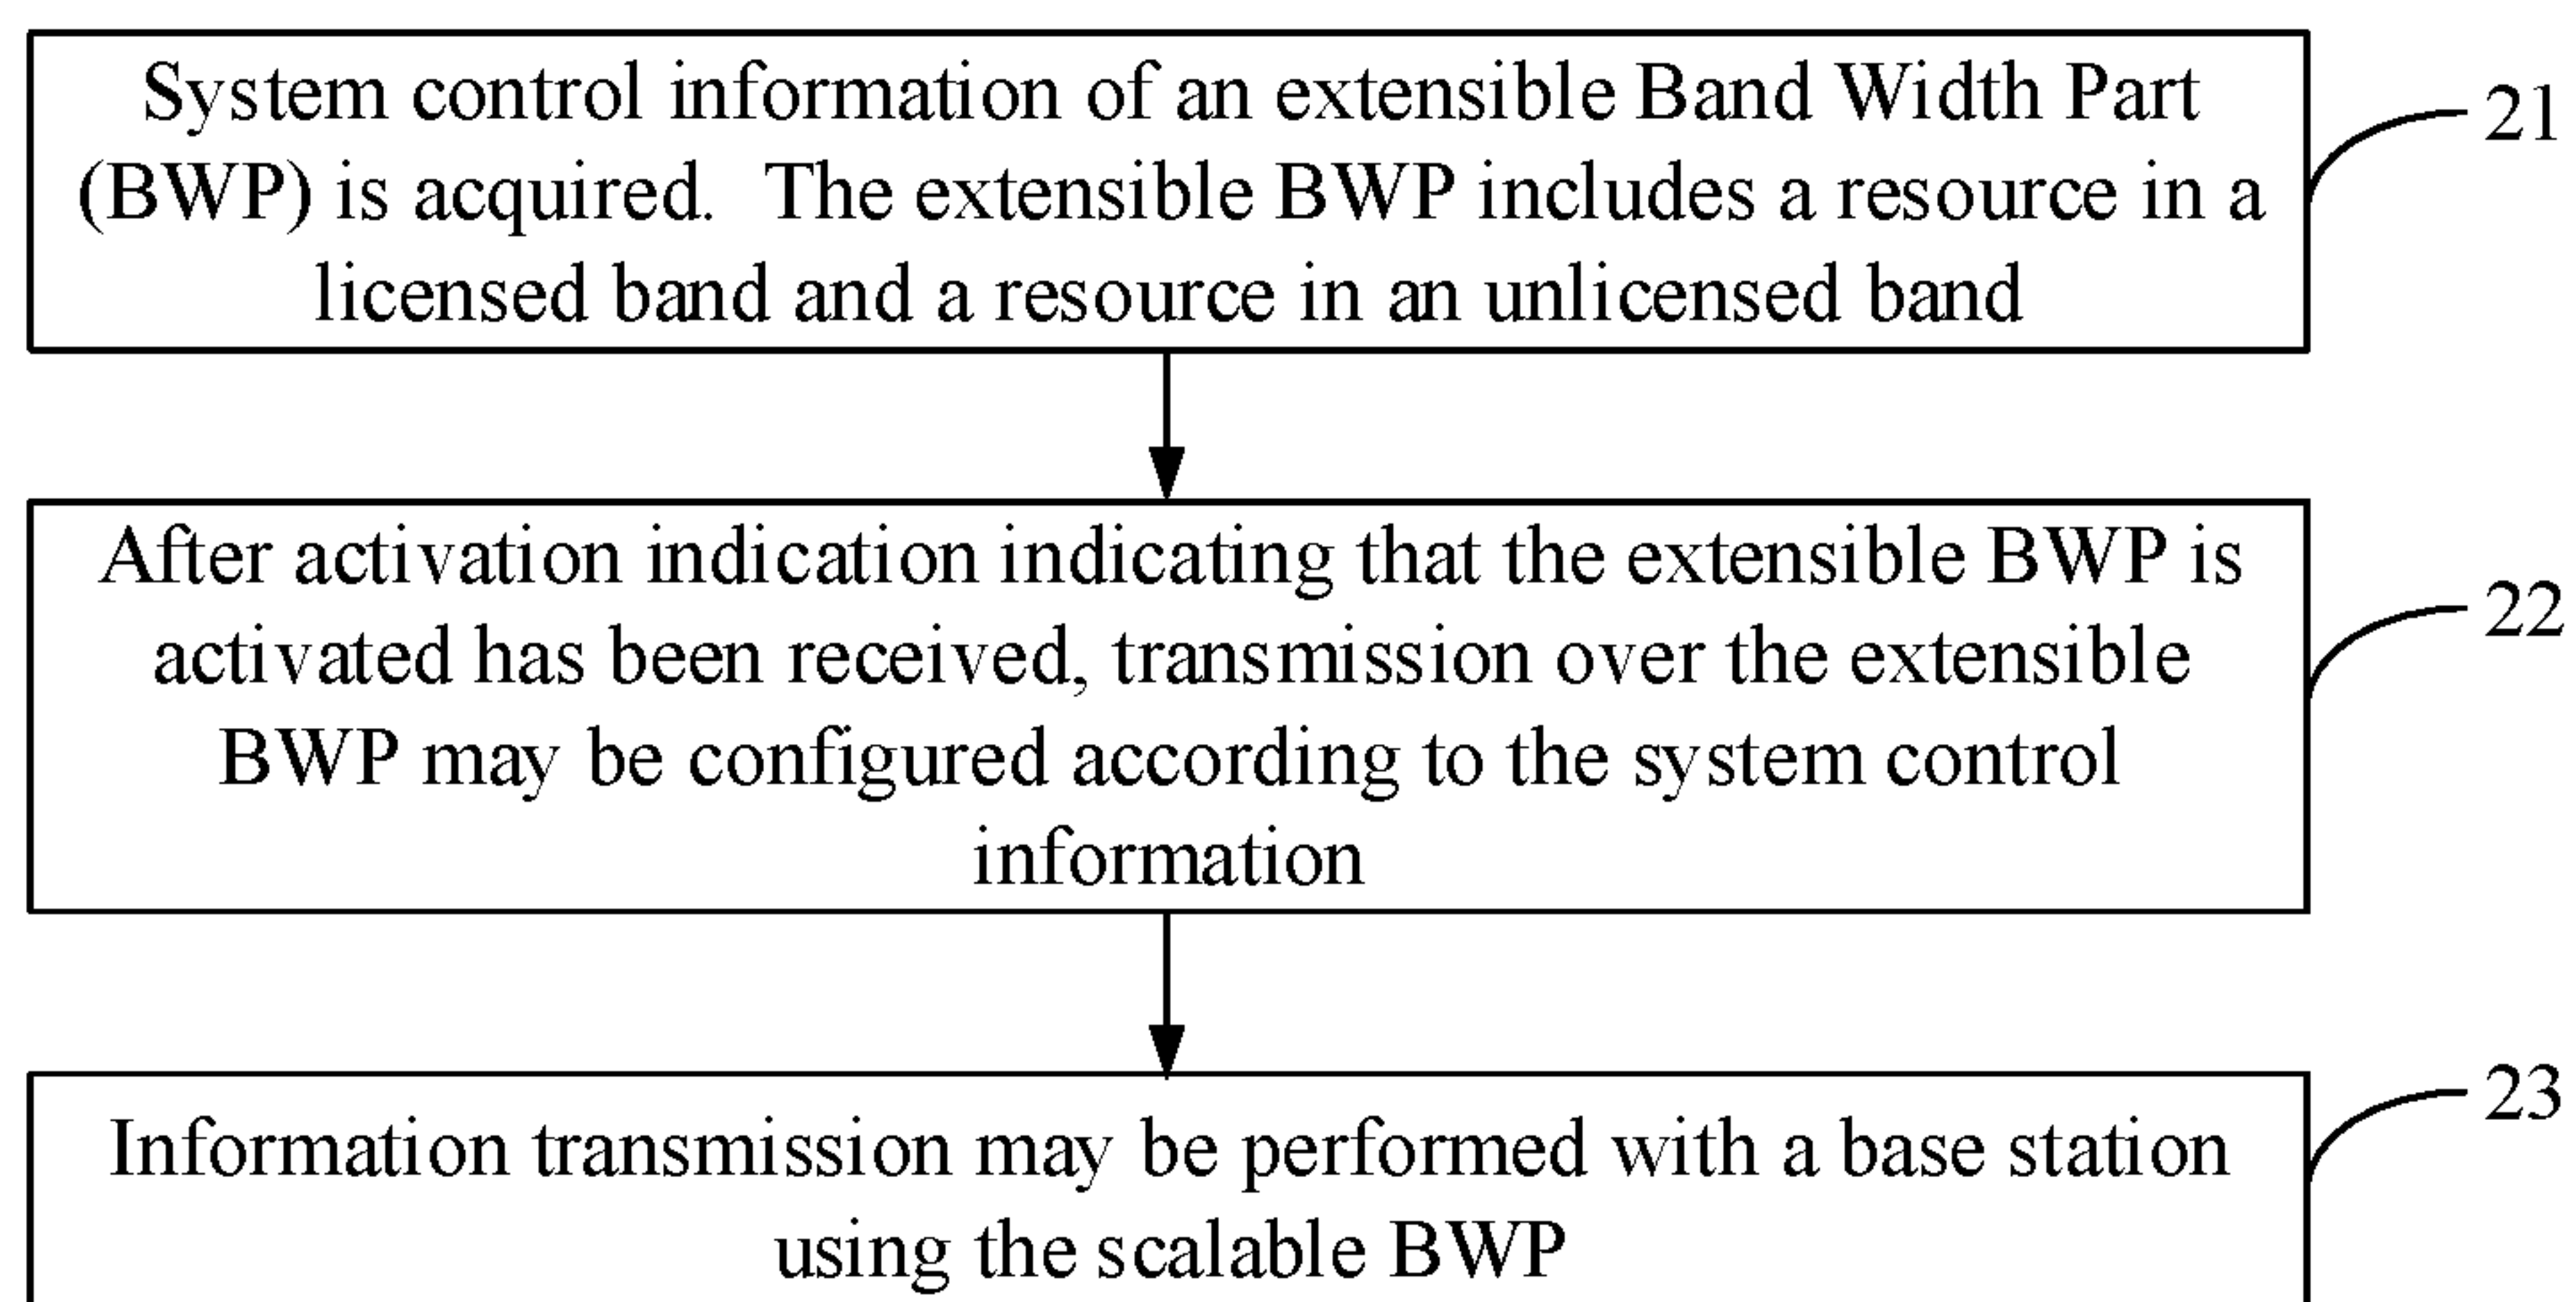 System control information of an extensible Band Width Part
(BWP) is acquired. The extensible BWP includes a resource in a
licensed band and a resource in an unlicensed band
21
After activation indication indicating that the extensible BWP is
activated has been received, transmission over the extensible
BWP may be configured according to the system control
information
22
Information transmission may be performed with a base station
using the scalable BWP
23